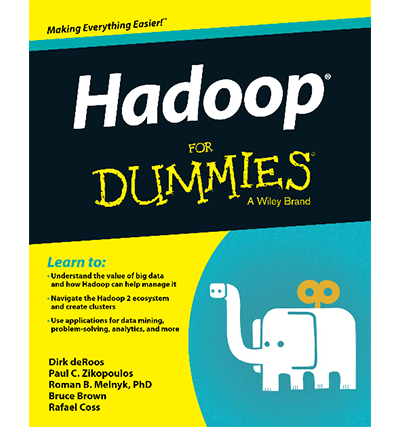 Making Everything Easier!™
Hadoop®
FOR
DUMMIES®
A Wiley Brand
Learn to:
• Understand the value of big data
and how Hadoop can help manage it
• Navigate the Hadoop 2 ecosystem
and create clusters
• Use applications for data mining,
problem-solving, analytics, and more
Dirk deRoos
Paul C. Zikopoulos
Roman B. Melnyk, PhD
Bruce Brown
Rafael Coss